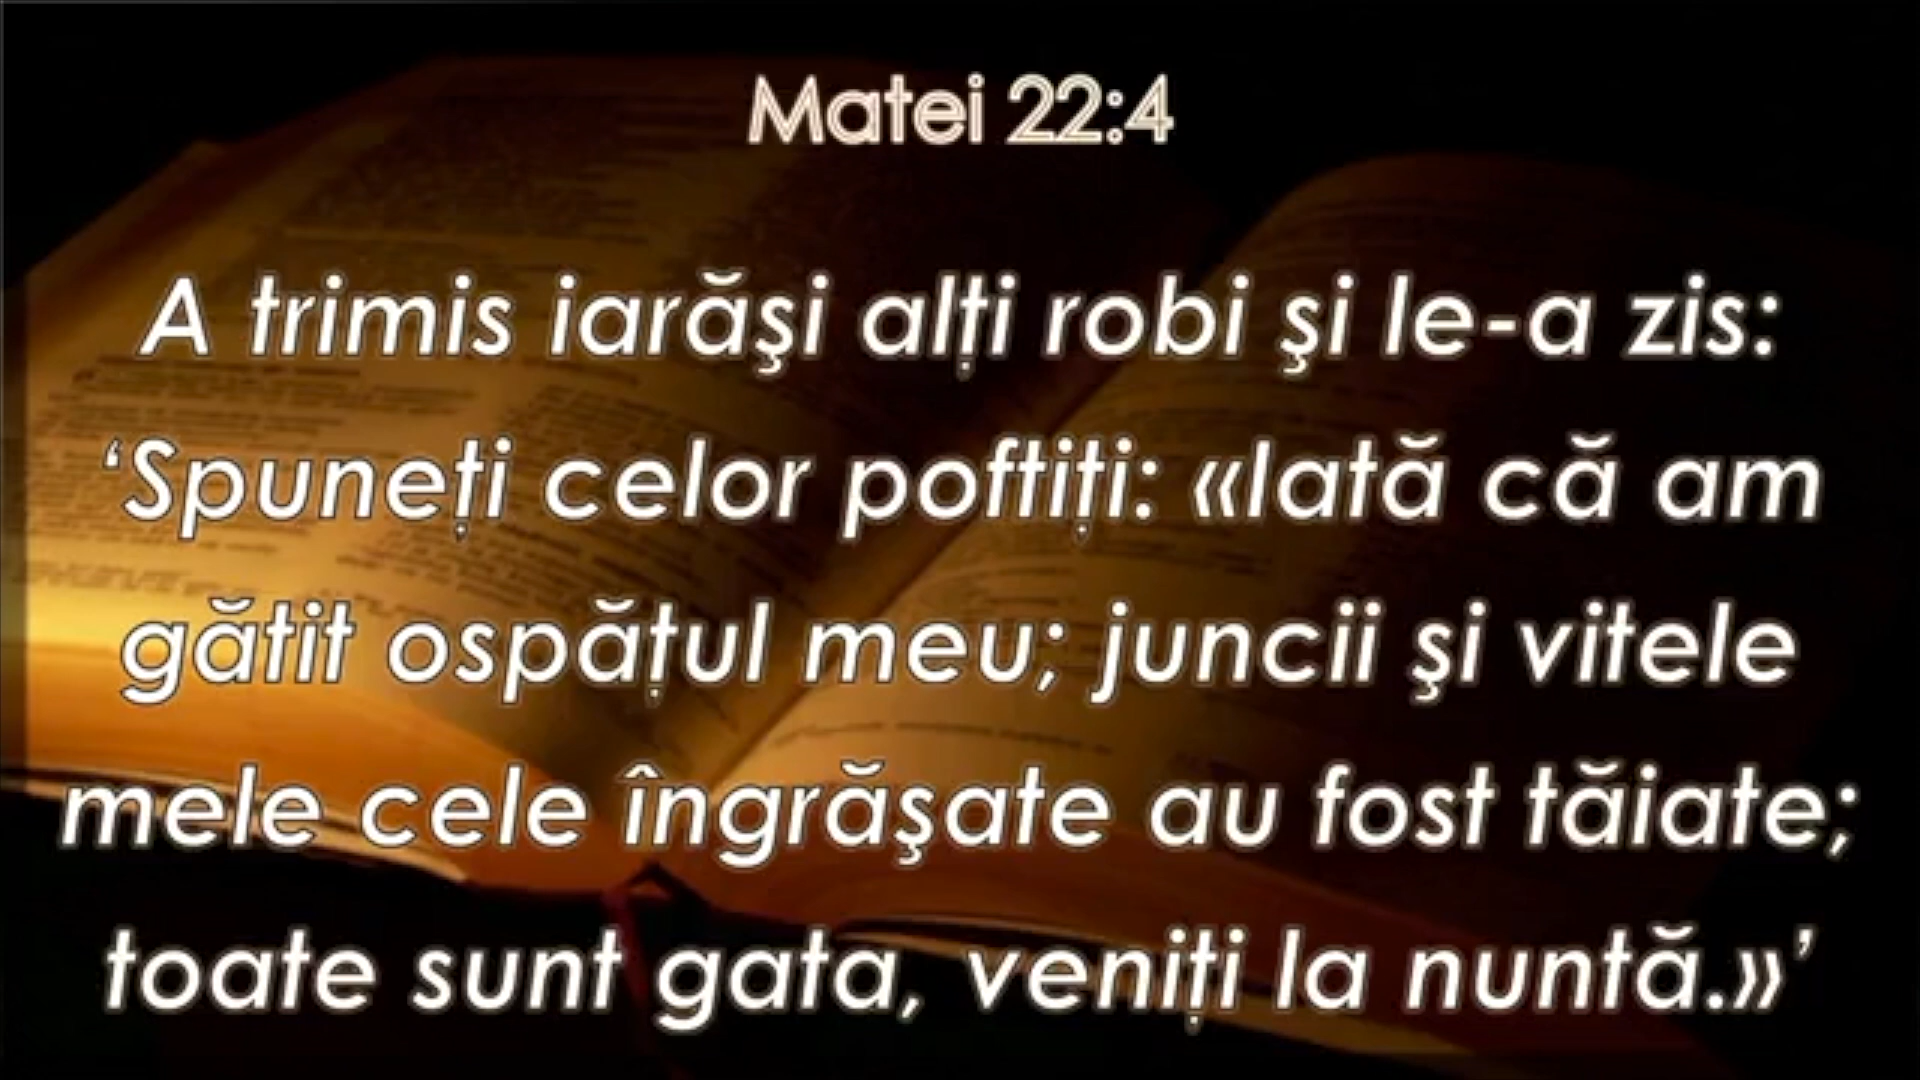 Matei 22:4
A trimis iarăşi alți robi şi le-a zis:
‘Spuneți celor poftiți: «Iată că am
gătit ospățul meu; juncii şi vitele
mele cele îngrăşate au fost tăiate;
toate sunt gata, veniți la nuntă.»’